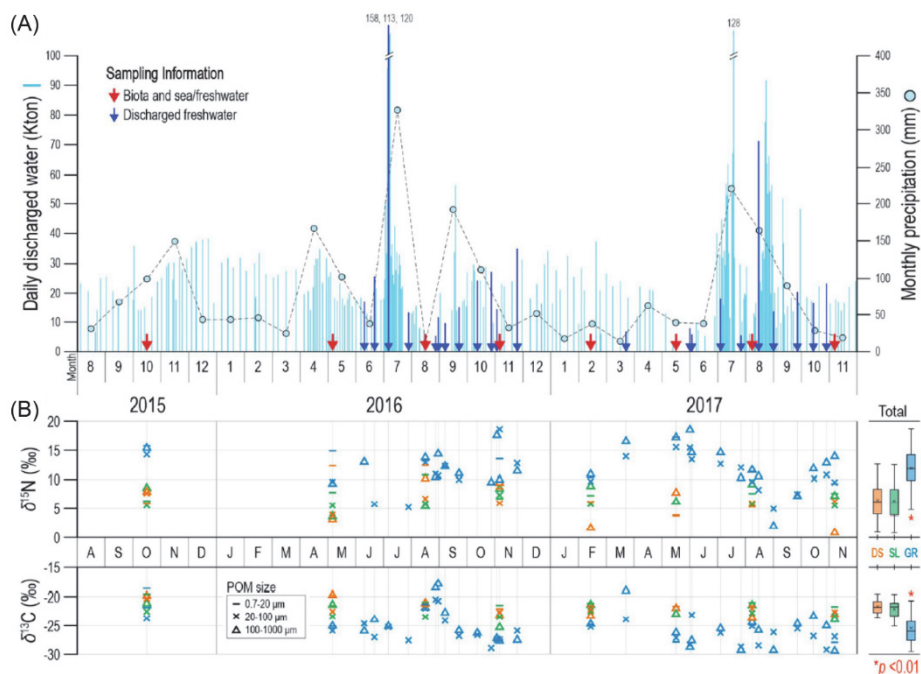 (A)
158, 113, 120
128
Daily discharged water (Kton)
100
90
80
70
60
50
40
30
20
10
0
Sampling Information
Biota and sea/freshwater
Discharged freshwater
400
350
300
250
200
150
100
50
0
Monthly precipitation (mm)
Month 8 9 10 11 12 1 2 3 4 5 6 7 8 9 10 11 12 1 2 3 4 5 6 7 8 9 10 11
(B)
2015 2016 2017 Total
δ¹⁵N (‰)
20
15
10
5
0
DS SL GR
A S O N D J F M A M J J A S O N D J F M A M J J A S O N
δ¹³C (‰)
-15
-20
-25
-30
POM size
0.7-20 μm
20-100 μm
100-1000 μm
*
*
*p <0.01